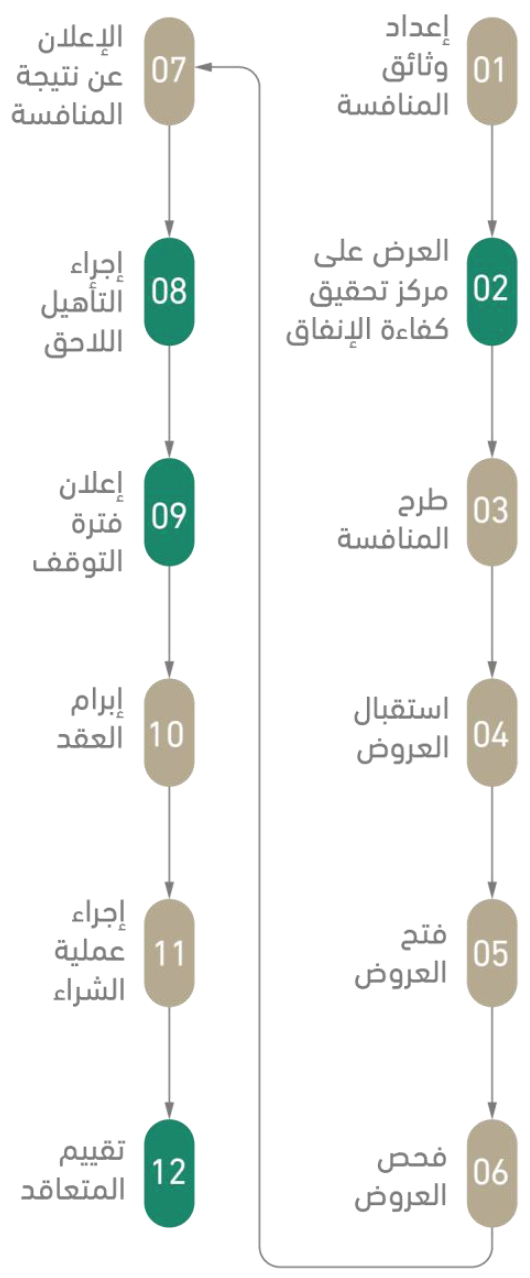 01
إعداد
وثائق
المنافسة
02
العرض على
مركز تحقيق
كفاءة الإنفاق
03
طرح
المنافسة
04
استقبال
العروض
05
فتح
العروض
06
فحص
العروض
07
الإعلان
عن نتيجة
المنافسة
08
إجراء
التأهيل
اللاحق
09
إعلان
فترة
التوقف
10
إبرام
العقد
11
إجراء
عملية
الشراء
12
تقييم
المتعاقد